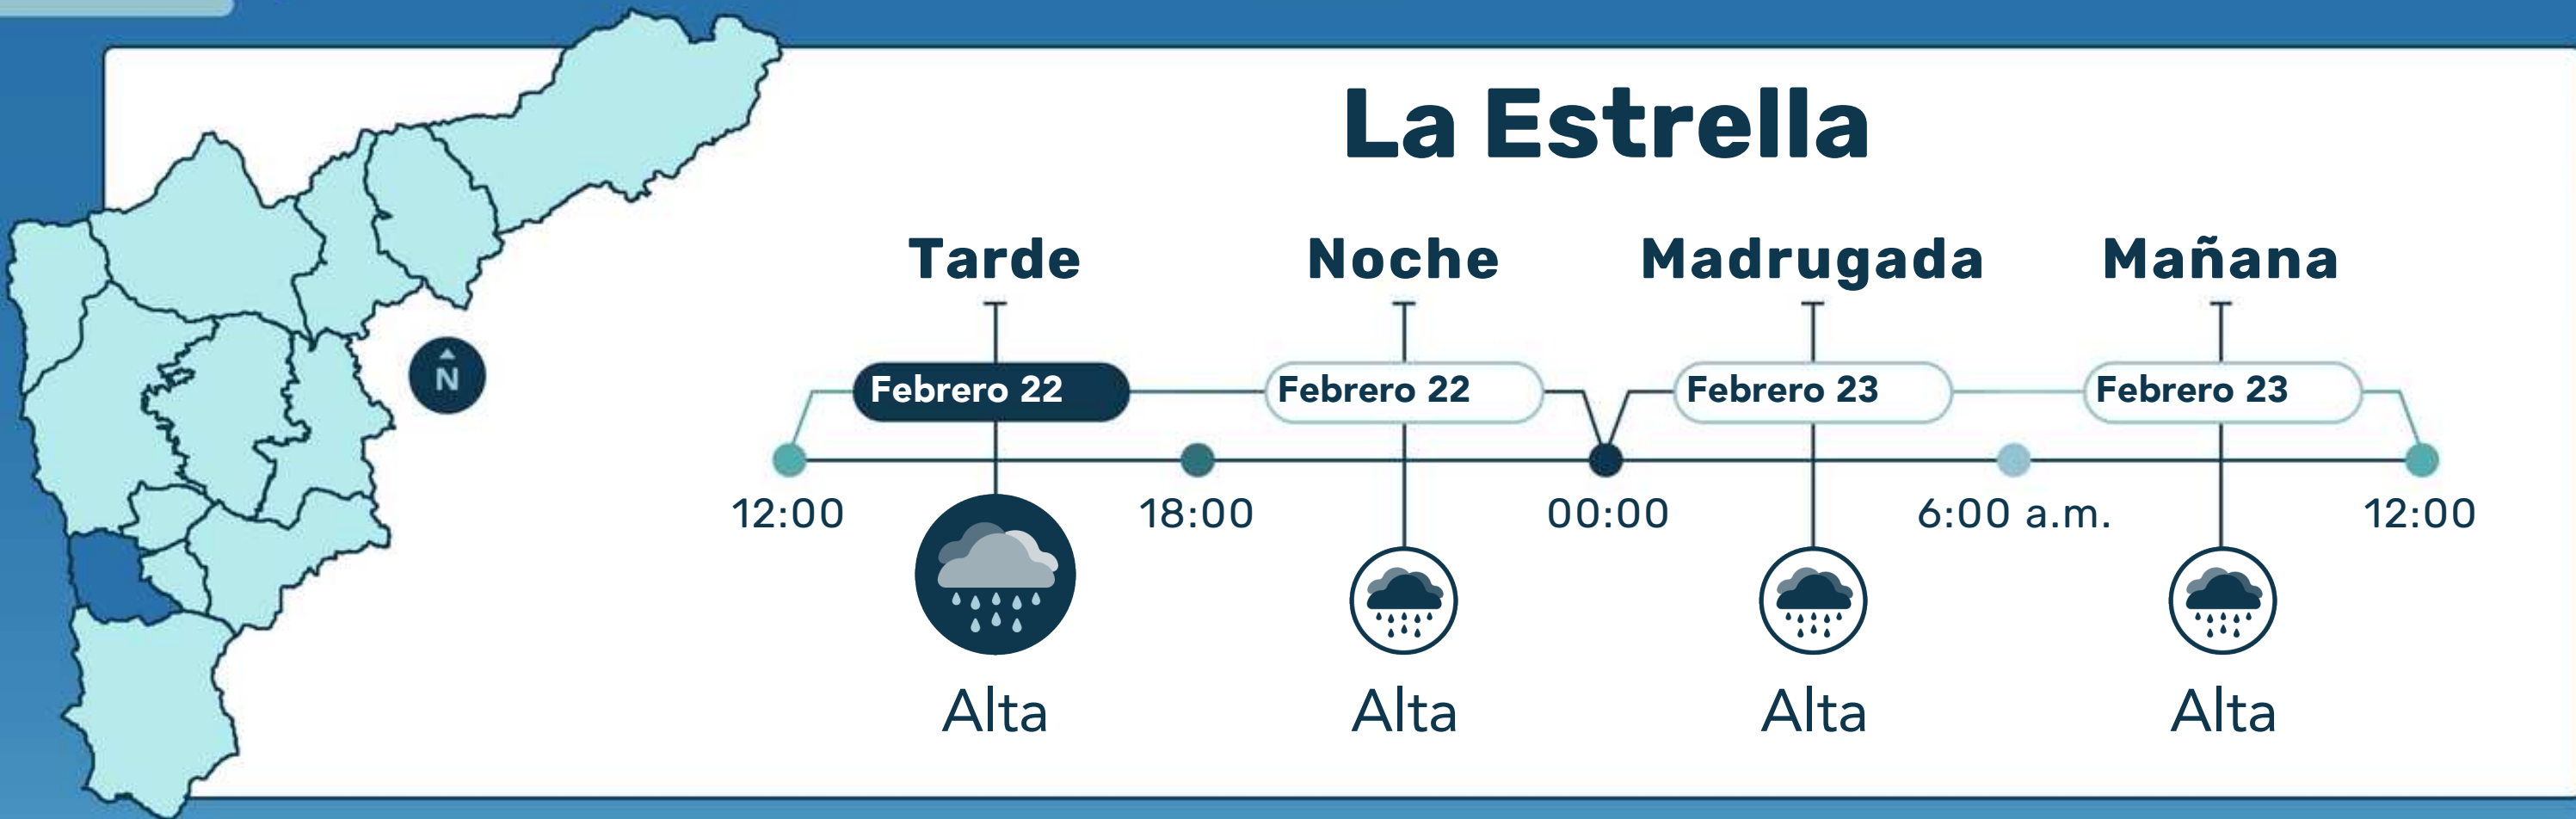 La Estrella
Tarde Noche Madrugada Mañana
N
Febrero 22 Febrero 22 Febrero 23 Febrero 23
12:00 18:00 00:00 6:00 a.m. 12:00
Alta Alta Alta Alta